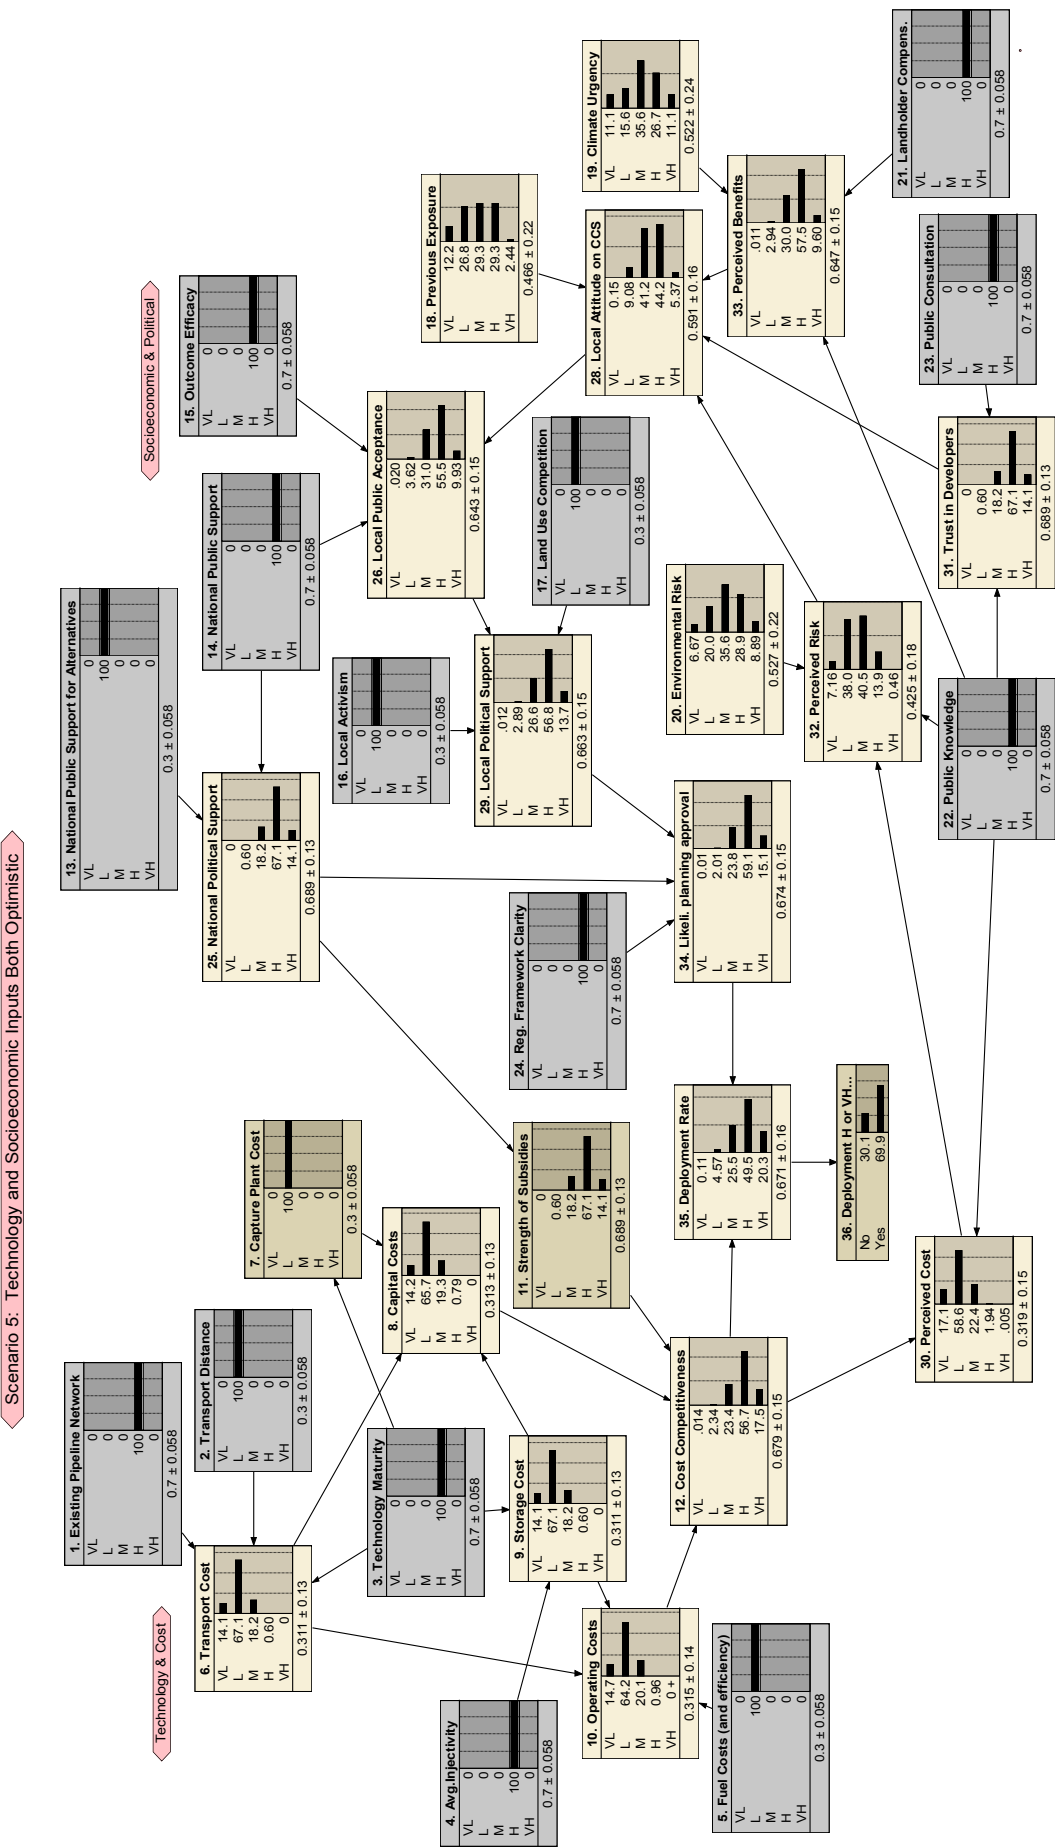 Scenario 5: Technology and Socioeconomic Inputs Both Optimistic
Technology & Cost
Socioeconomic & Political
1. Existing Pipeline Network
VL 0
L 0
M 0
H 100
VH 0
0.7 ± 0.058
2. Transport Distance
VL 0
L 100
M 0
H 0
VH 0
0.3 ± 0.058
3. Technology Maturity
VL 0
L 0
M 0
H 100
VH 0
0.7 ± 0.058
4. Avg.Injectivity
VL 0
L 0
M 0
H 100
VH 0
0.7 ± 0.058
5. Fuel Costs (and efficiency)
VL 0
L 100
M 0
H 0
VH 0
0.3 ± 0.058
6. Transport Cost
VL 14.1
L 67.1
M 18.2
H 0.60
VH 0
0.311 ± 0.13
7. Capture Plant Cost
VL 0
L 100
M 0
H 0
VH 0
0.3 ± 0.058
8. Capital Costs
VL 14.2
L 65.7
M 19.3
H 0.79
VH 0
0.313 ± 0.13
9. Storage Cost
VL 14.1
L 67.1
M 18.2
H 0.60
VH 0
0.311 ± 0.13
10. Operating Costs
VL 14.7
L 64.2
M 20.1
H 0.96
VH 0 +
0.315 ± 0.14
11. Strength of Subsidies
VL 0
L 0.60
M 18.2
H 67.1
VH 14.1
0.689 ± 0.13
12. Cost Competitiveness
VL .014
L 2.34
M 23.4
H 56.7
VH 17.5
0.679 ± 0.15
13. National Public Support for Alternatives
VL 0
L 100
M 0
H 0
VH 0
0.3 ± 0.058
14. National Public Support
VL 0
L 0
M 0
H 100
VH 0
0.7 ± 0.058
15. Outcome Efficacy
VL 0
L 0
M 0
H 100
VH 0
0.7 ± 0.058
16. Local Activism
VL 0
L 100
M 0
H 0
VH 0
0.3 ± 0.058
17. Land Use Competition
VL 0
L 100
M 0
H 0
VH 0
0.3 ± 0.058
18. Previous Exposure
VL 12.2
L 26.8
M 29.3
H 29.3
VH 2.44
0.466 ± 0.22
19. Climate Urgency
VL 11.1
L 15.6
M 35.6
H 26.7
VH 11.1
0.522 ± 0.24
20. Environmental Risk
VL 6.67
L 20.0
M 35.6
H 28.9
VH 8.89
0.527 ± 0.22
21. Landholder Compens.
VL 0
L 0
M 0
H 100
VH 0
0.7 ± 0.058
22. Public Knowledge
VL 0
L 0
M 0
H 100
VH 0
0.7 ± 0.058
23. Public Consultation
VL 0
L 0
M 0
H 100
VH 0
0.7 ± 0.058
24. Reg. Framework Clarity
VL 0
L 0
M 0
H 100
VH 0
0.7 ± 0.058
25. National Political Support
VL 0
L 0.60
M 18.2
H 67.1
VH 14.1
0.689 ± 0.13
26. Local Public Acceptance
VL .020
L 3.62
M 31.0
H 55.5
VH 9.93
0.643 ± 0.15
28. Local Attitude on CCS
VL 0.15
L 9.08
M 41.2
H 44.2
VH 5.37
0.591 ± 0.16
29. Local Political Support
VL .012
L 2.89
M 26.6
H 56.8
VH 13.7
0.663 ± 0.15
30. Perceived Cost
VL 17.1
L 58.6
M 22.4
H 1.94
VH .005
0.319 ± 0.15
31. Trust in Developers
VL 0
L 0.60
M 18.2
H 67.1
VH 14.1
0.689 ± 0.13
32. Perceived Risk
VL 7.16
L 38.0
M 40.5
H 13.9
VH 0.46
0.425 ± 0.18
33. Perceived Benefits
VL .011
L 2.94
M 30.0
H 57.5
VH 9.60
0.647 ± 0.15
34. Likeli. planning approval
VL 0.01
L 2.01
M 23.8
H 59.1
VH 15.1
0.674 ± 0.15
35. Deployment Rate
VL 0.11
L 4.57
M 25.5
H 49.5
VH 20.3
0.671 ± 0.16
36. Deployment H or VH...
No 30.1
Yes 69.9